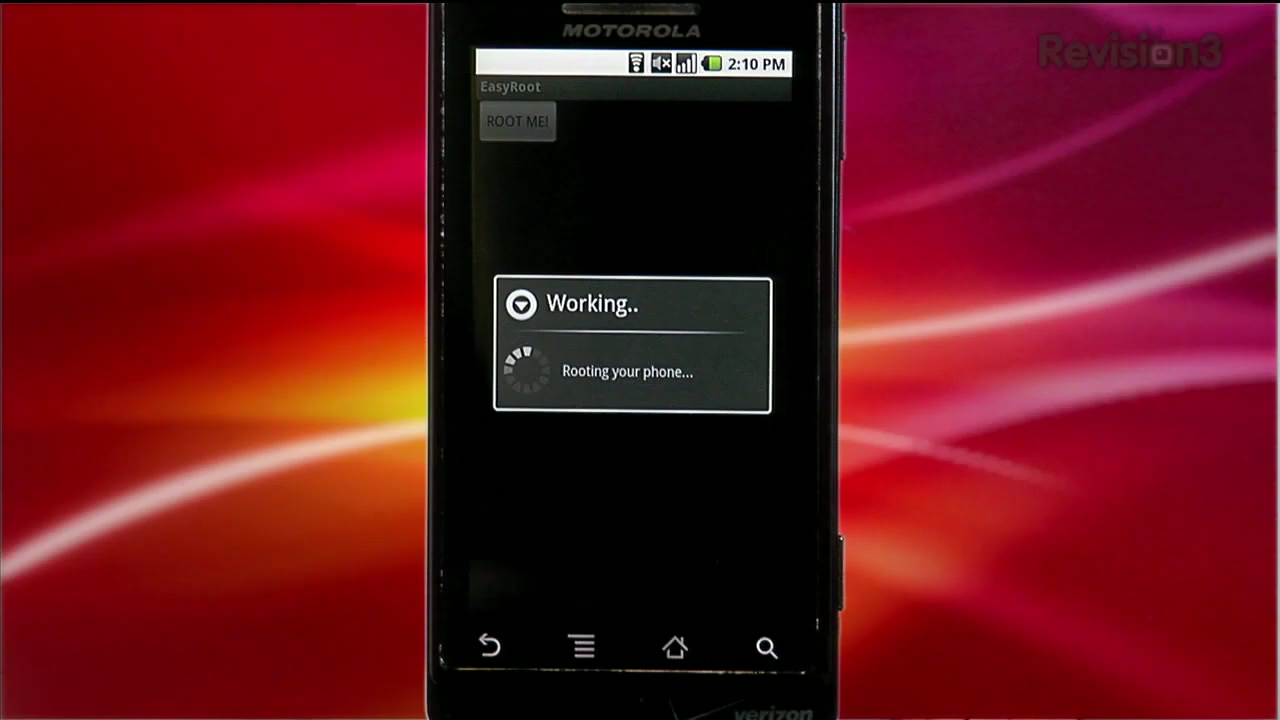 MOTOROLA
Revision3
2:10 PM
EasyRoot
ROOT ME!
Working..
Rooting your phone...
verizon